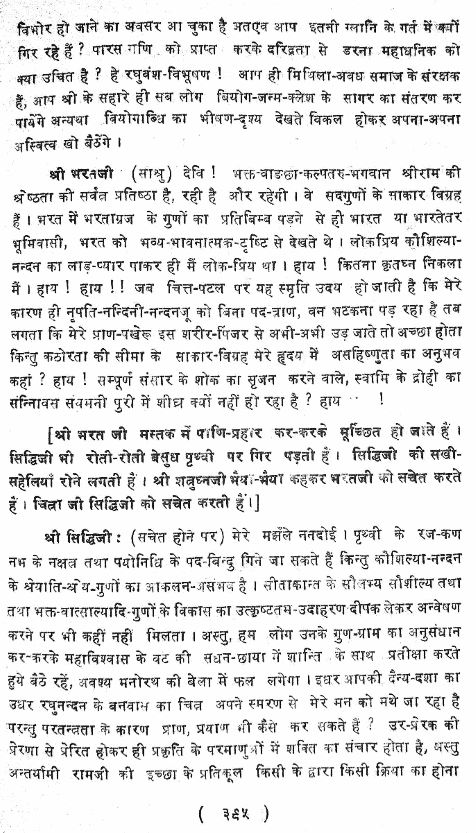 विभोर हो जाने का अवसर आ चुका है अतएव आप इतनी ग्लानि के गर्त में क्यों
गिर रहे हैं ? पारस मणि को प्राप्त करके दरिद्रता से डरना महाधनिक को
क्या उचित है ? हे रघुवंश-विभूषण ! आप ही मिथिला-अवध समाज के संरक्षक
हैं, आप श्री के सहारे ही सब लोग वियोग-जन्म-क्लेश के सागर का संतरण कर
पावेंगे अन्यथा वियोगाब्धि का भीषण-दृश्य देखते विकल होकर अपना-अपना
अस्तित्व खो बैठेंगे ।
श्री भरतजी (साश्रु) देवि ! भक्त-वाञ्छा-कल्पतरु-भगवान श्रीराम की
श्रेष्ठता की सर्वत्र प्रतिष्ठा है, रही है और रहेगी । वे सदगुणों के साकार विग्रह
हैं । भरत में भरताग्रज के गुणों का प्रतिबिम्ब पड़ने से ही भारत या भारतेतर
भूमिवासी, भरत को भव्य-भावनात्मक-दृष्टि से देखते थे । लोकप्रिय कौशिल्या-
नन्दन का लाड़-प्यार पाकर ही मैं लोक-प्रिय था । हाय ! कितना कृतघ्न निकला
मैं । हाय ! हाय !! जब चित्त-पटल पर यह स्मृति उदय हो जाती है कि मेरे
कारण ही नृपति-नन्दिनी-नन्दनजू को बिना पद-त्राण, वन भटकना पड़ रहा है तब
लगता कि मेरे प्राण-पखेरू इस शरीर-पिंजर से अभी-अभी उड़ जाते तो अच्छा होता
किन्तु कठोरता की सीमा के साकार-विग्रह मेरे हृदय में असहिष्णुता का अनुभव
कहां ? हाय ! सम्पूर्ण संसार के शोक का सृजन करने वाले, स्वामि के द्रोही का
सन्निावस संयमनी पुरी में शीघ्र क्यों नहीं हो रहा है ? हाय !
[श्री भरत जी मस्तक में पाणि-प्रहार कर-करके मूर्च्छित हो जाते हैं ।
सिद्धिजी भी रोती-रोती बेसुध पृथ्वी पर गिर पड़ती हैं । सिद्धिजी की सखी-
सहेलियाँ रोने लगती हैं । श्री शत्रुघ्नजी भैया-भैया कहकर भरतजी को सचेत करते
हैं । चित्रा जी सिद्धिजी को सचेत करती हैं ।]
श्री सिद्धिजी : (सचेत होने पर) मेरे मझँले ननदोई । पृथ्वी के रज-कण
नभ के नक्षत्र तथा पयोनिधि के पद-बिन्दु गिने जा सकते हैं किन्तु कौशिल्या-नन्दन
के श्रेयाति-श्रेय-गुणों का आकलन-असंभव है । सीताकान्त के सौलभ्य सौशील्य तथा
तथा भक्त-वात्सल्यादि-गुणों के विकास का उत्कृष्टतम-उदाहरण दीपक लेकर अन्वेषण
करने पर भी कहीं नहीं मिलता । अस्तु, हम लोग उनके गुण-ग्राम का अनुसंधान
कर-करके महाविश्वास के वट की सघन-छाया में शान्ति के साथ प्रतीक्षा करते
हुये बैठे रहें, अवश्य मनोरथ की बेला में फल लगेगा । इधर आपकी दैन्य-दशा का
उधर रघुनन्दन के बनवास का चित्र अपने स्मरण से मेरे मन को मथे जा रहा है
परन्तु परतन्त्रता के कारण प्राण, प्रयाण भी कैसे कर सकते हैं ? उर-प्रेरक की
प्रेरणा से प्रेरित होकर ही प्रकृति के परमाणुओं में शक्ति का संचार होता है, अस्तु
अन्तर्यामी रामजी की इच्छा के प्रतिकूल किसी के द्वारा किसी क्रिया का होना
( ३९५ )